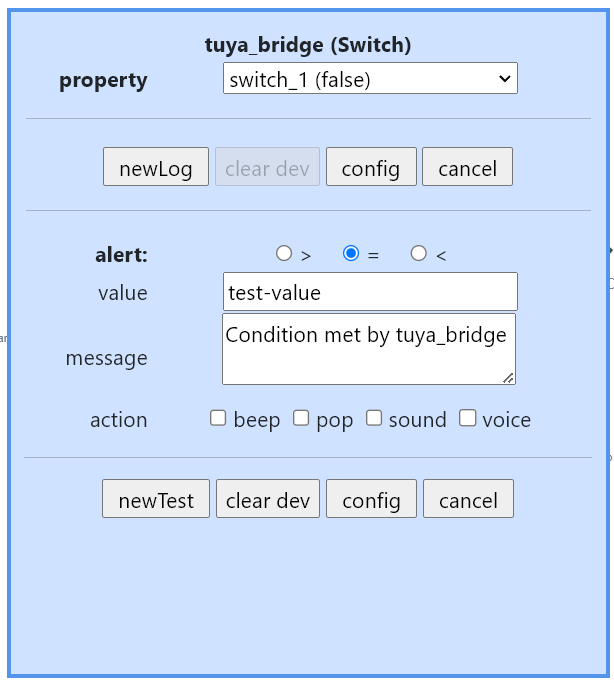 tuya_bridge (Switch)
property switch_1 (false)
newLog clear dev config cancel
alert: > = <
value test-value
message Condition met by tuya_bridge
action beep pop sound voice
newTest clear dev config cancel